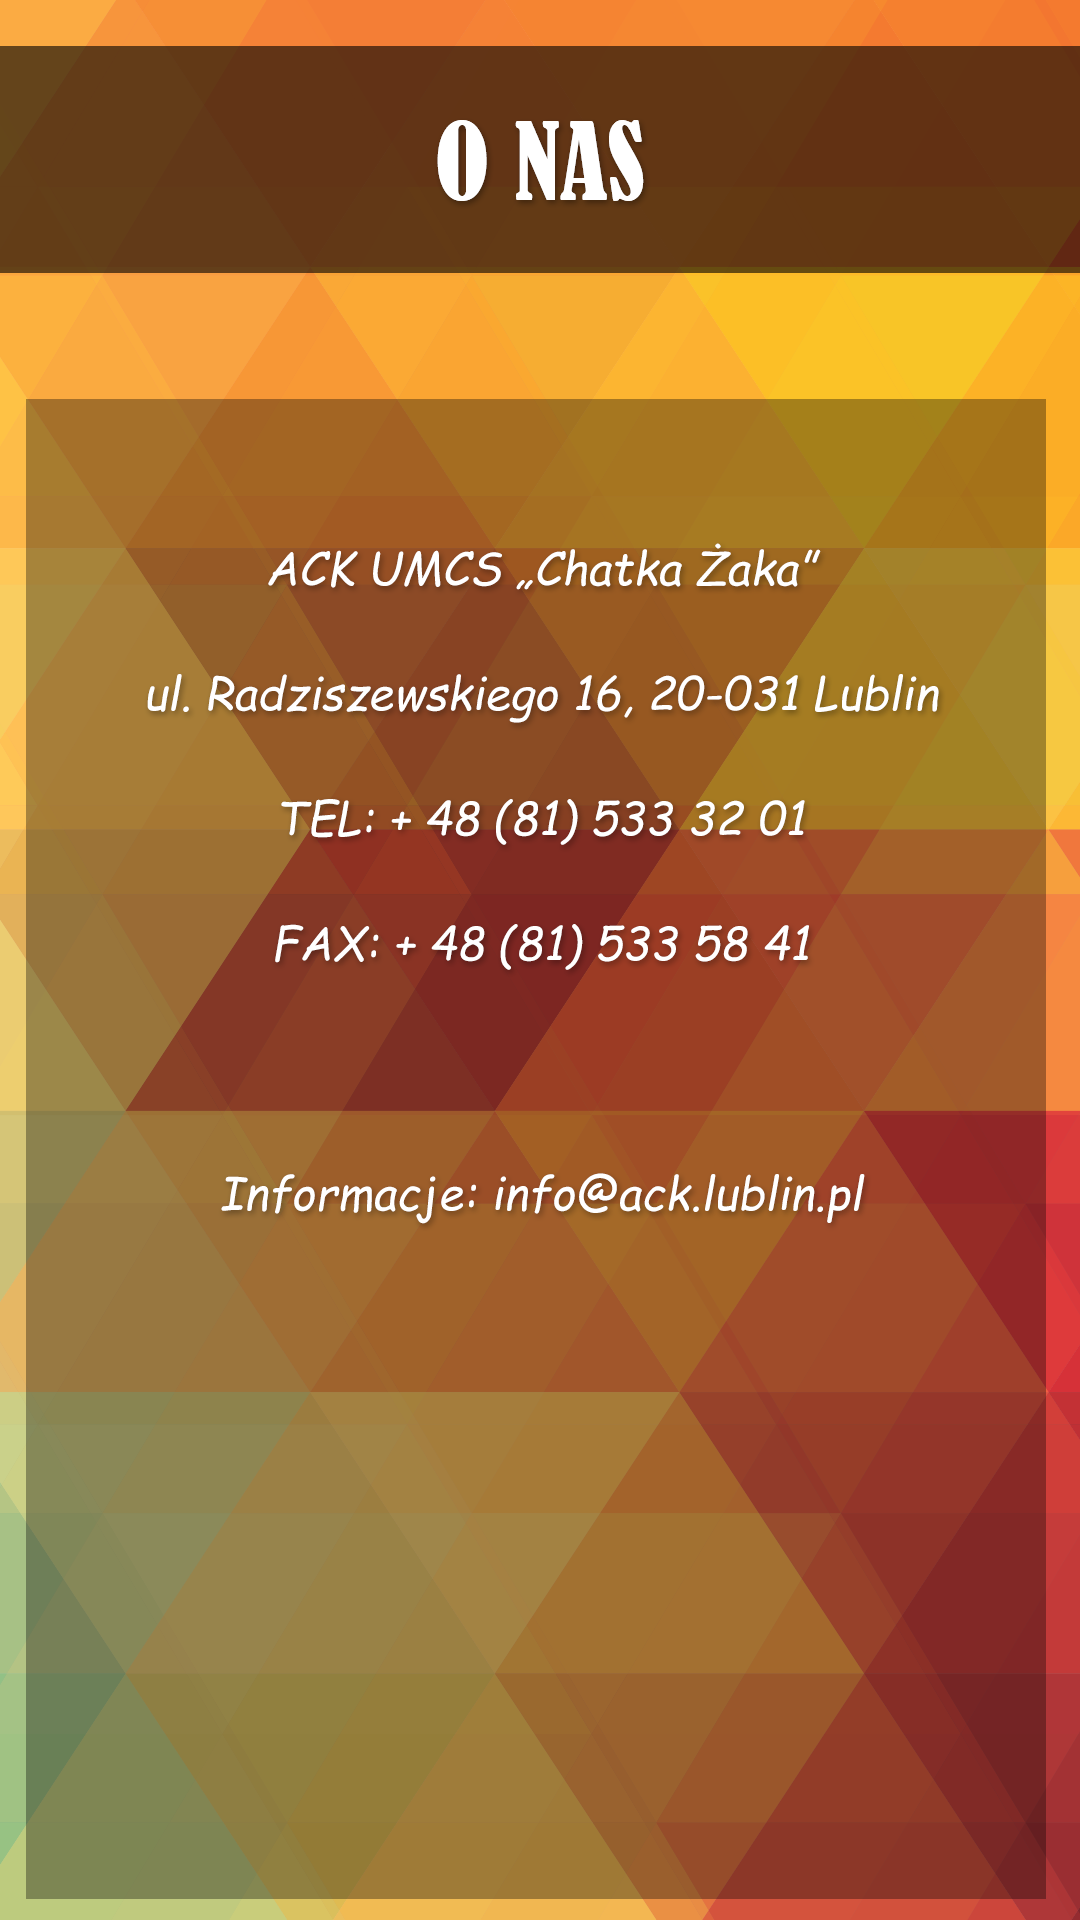 O NAS
ACK UMCS „Chatka Żaka”
ul. Radziszewskiego 16, 20-031 Lublin
TEL: + 48 (81) 533 32 01
FAX: + 48 (81) 533 58 41
Informacje: info@ack.lublin.pl